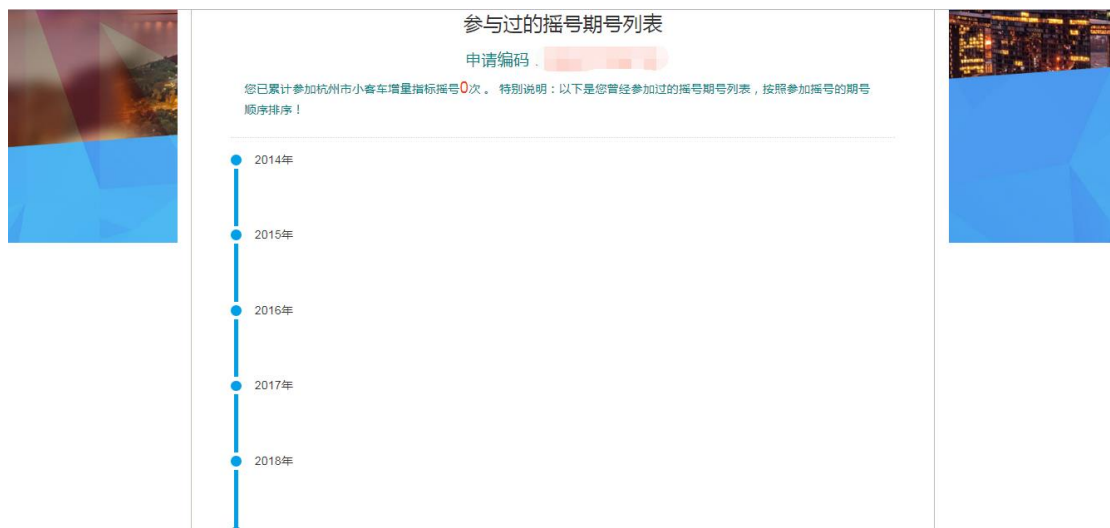 参与过的摇号期号列表
申请编码 .
您已累计参加杭州市小客车增量指标摇号0次 。 特别说明：以下是您曾经参加过的摇号期号列表，按照参加摇号的期号
顺序排序！
2014年
2015年
2016年
2017年
2018年